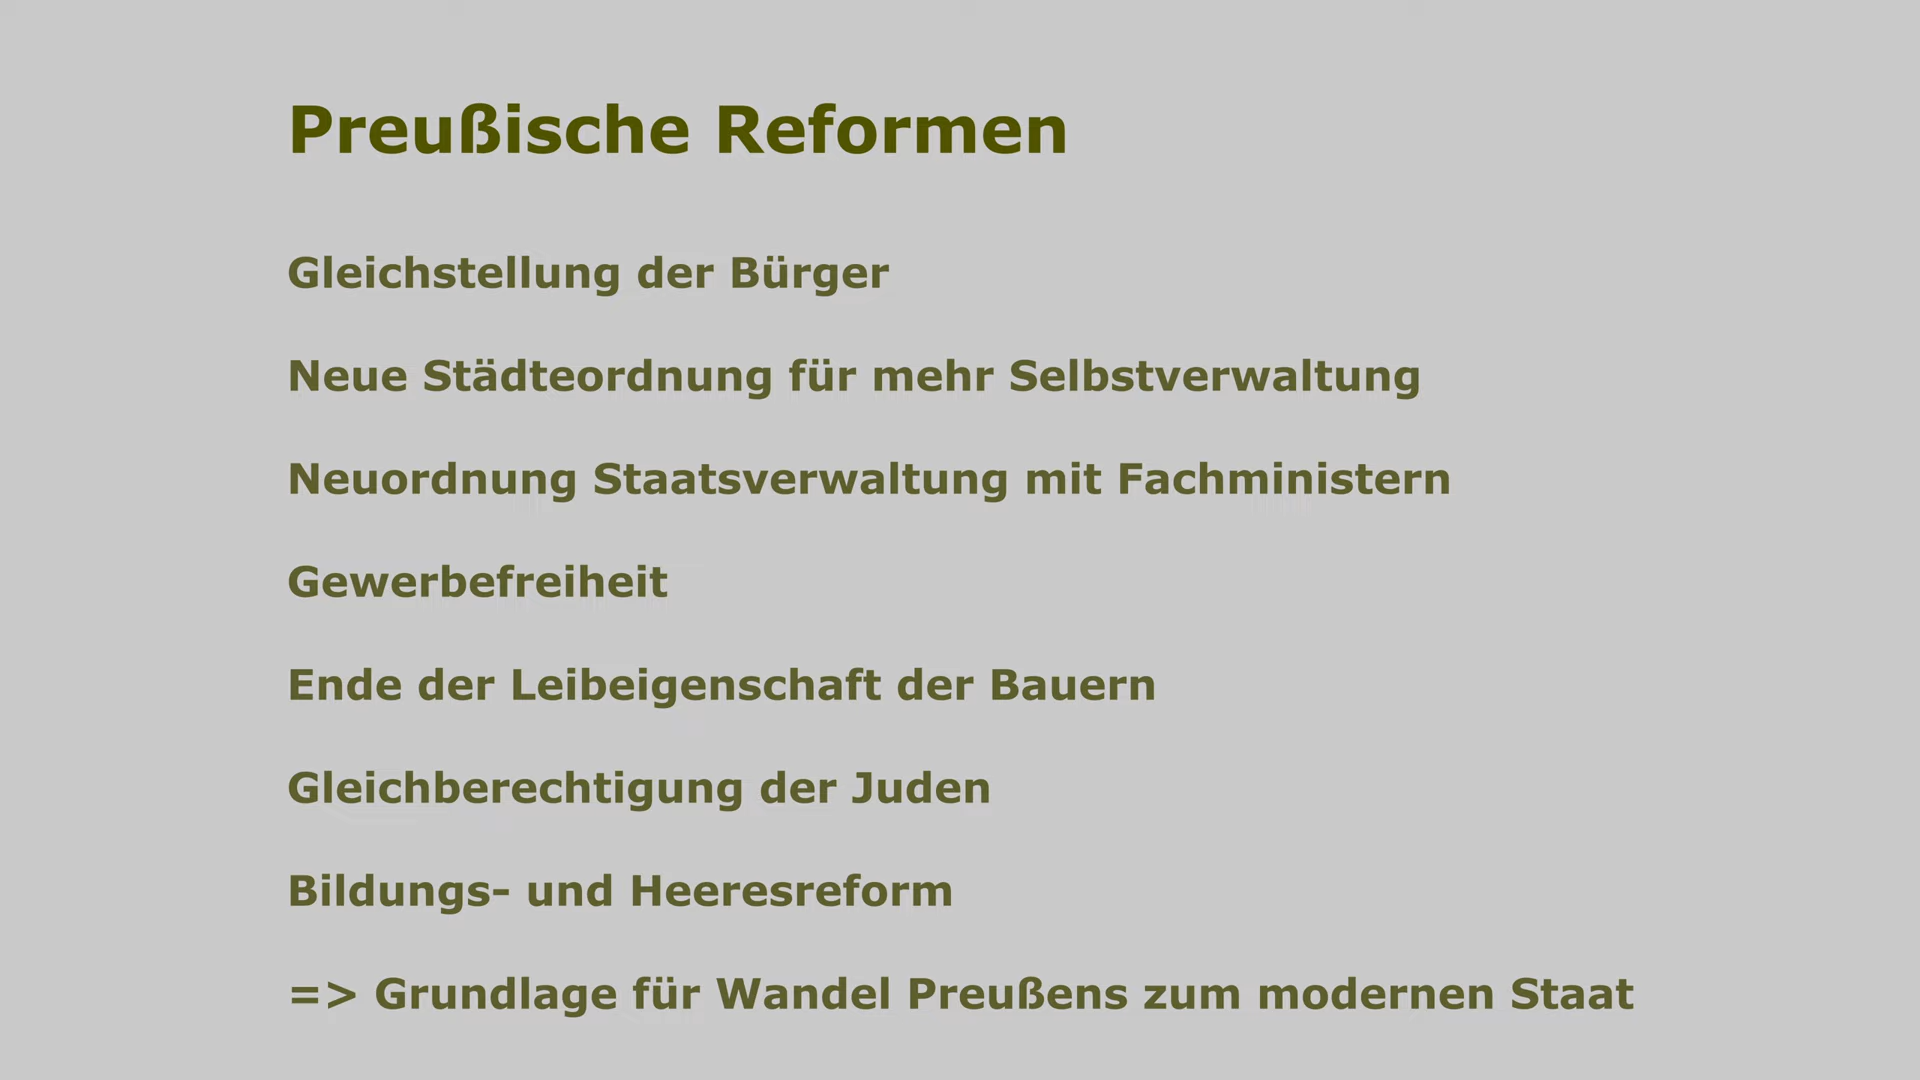 Preußische Reformen
Gleichstellung der Bürger
Neue Städteordnung für mehr Selbstverwaltung
Neuordnung Staatsverwaltung mit Fachministern
Gewerbefreiheit
Ende der Leibeigenschaft der Bauern
Gleichberechtigung der Juden
Bildungs- und Heeresreform
=> Grundlage für Wandel Preußens zum modernen Staat